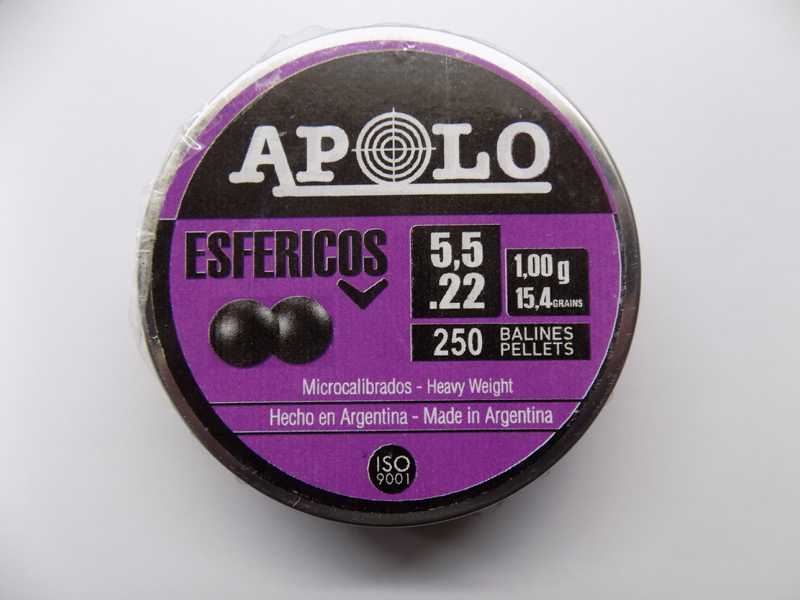 APOLO
ESFERICOS
5,5
.22
1,00 g
15,4 GRAINS
250 BALINES
PELLETS
Microcalibrados - Heavy Weight
Hecho en Argentina - Made in Argentina
ISO
9001